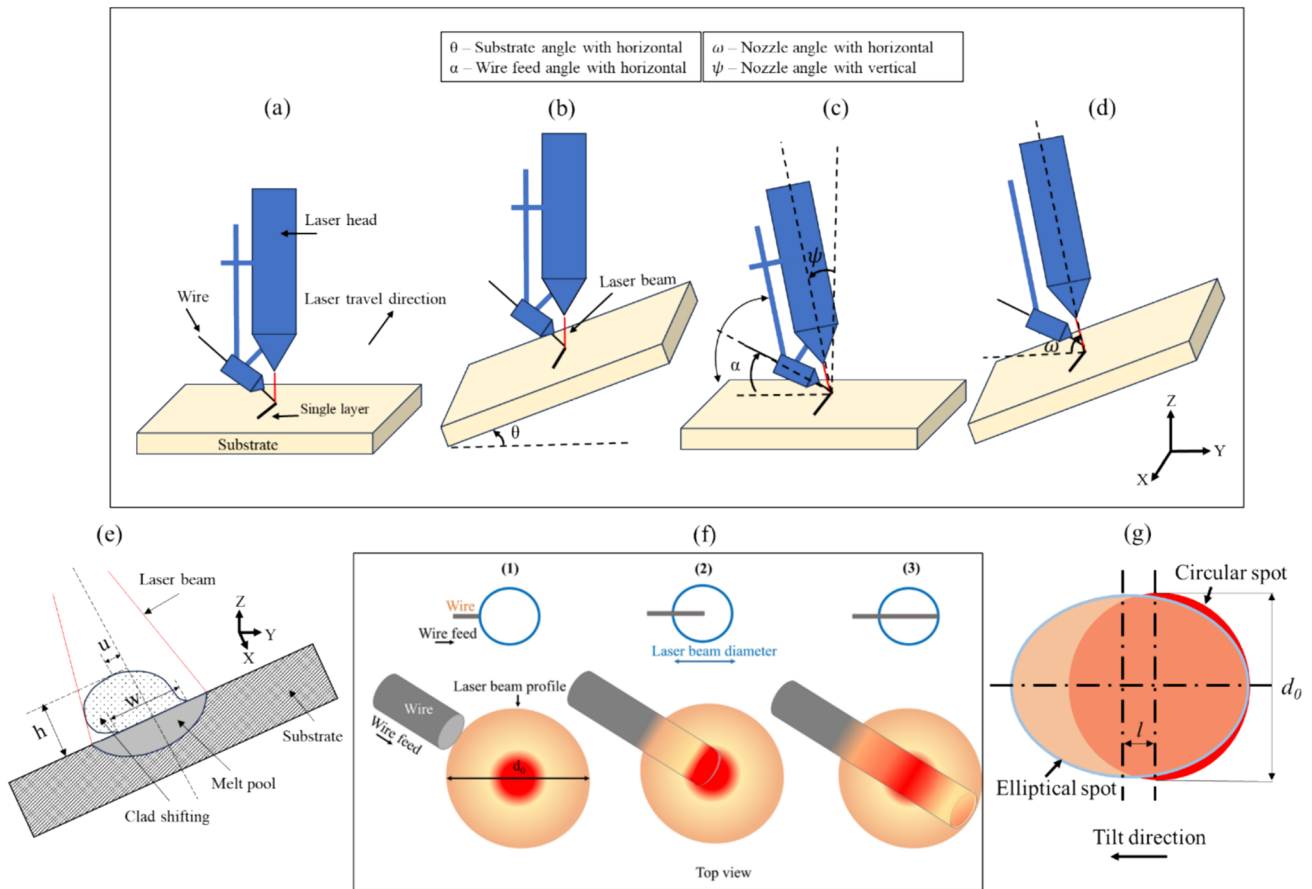 θ – Substrate angle with horizontal
α – Wire feed angle with horizontal
ω – Nozzle angle with horizontal
ψ – Nozzle angle with vertical
(a)
(b)
(c)
(d)
Laser head
Wire
Laser travel direction
Single layer
Substrate
Laser beam
θ
ψ
α
ω
Z
Y
X
(e)
Laser beam
Z
Y
X
u
w
h
Substrate
Melt pool
Clad shifting
(f)
(1)
(2)
(3)
Wire
Wire feed
Laser beam diameter
Laser beam profile
Wire
Wire feed
d₀
Top view
(g)
Circular spot
d₀
l
Elliptical spot
Tilt direction